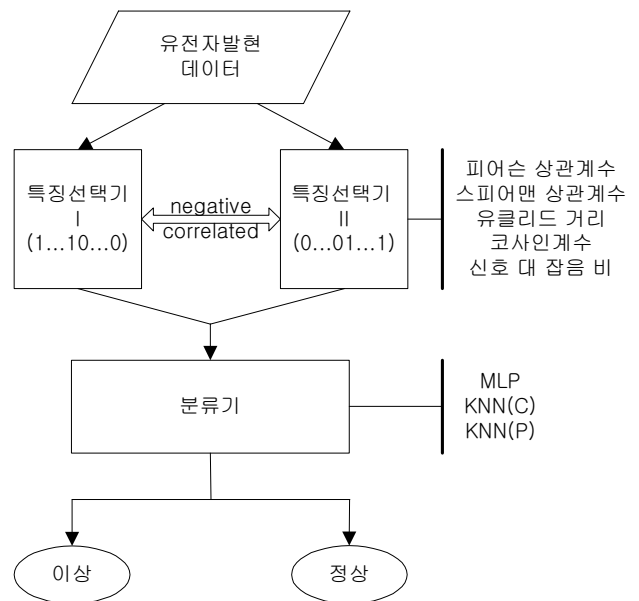 유전자발현
데이터
특징선택기
I
(1...10...0)
negative
correlated
특징선택기
II
(0...01...1)
피어슨 상관계수
스피어맨 상관계수
유클리드 거리
코사인계수
신호 대 잡음 비
분류기
MLP
KNN(C)
KNN(P)
이상
정상